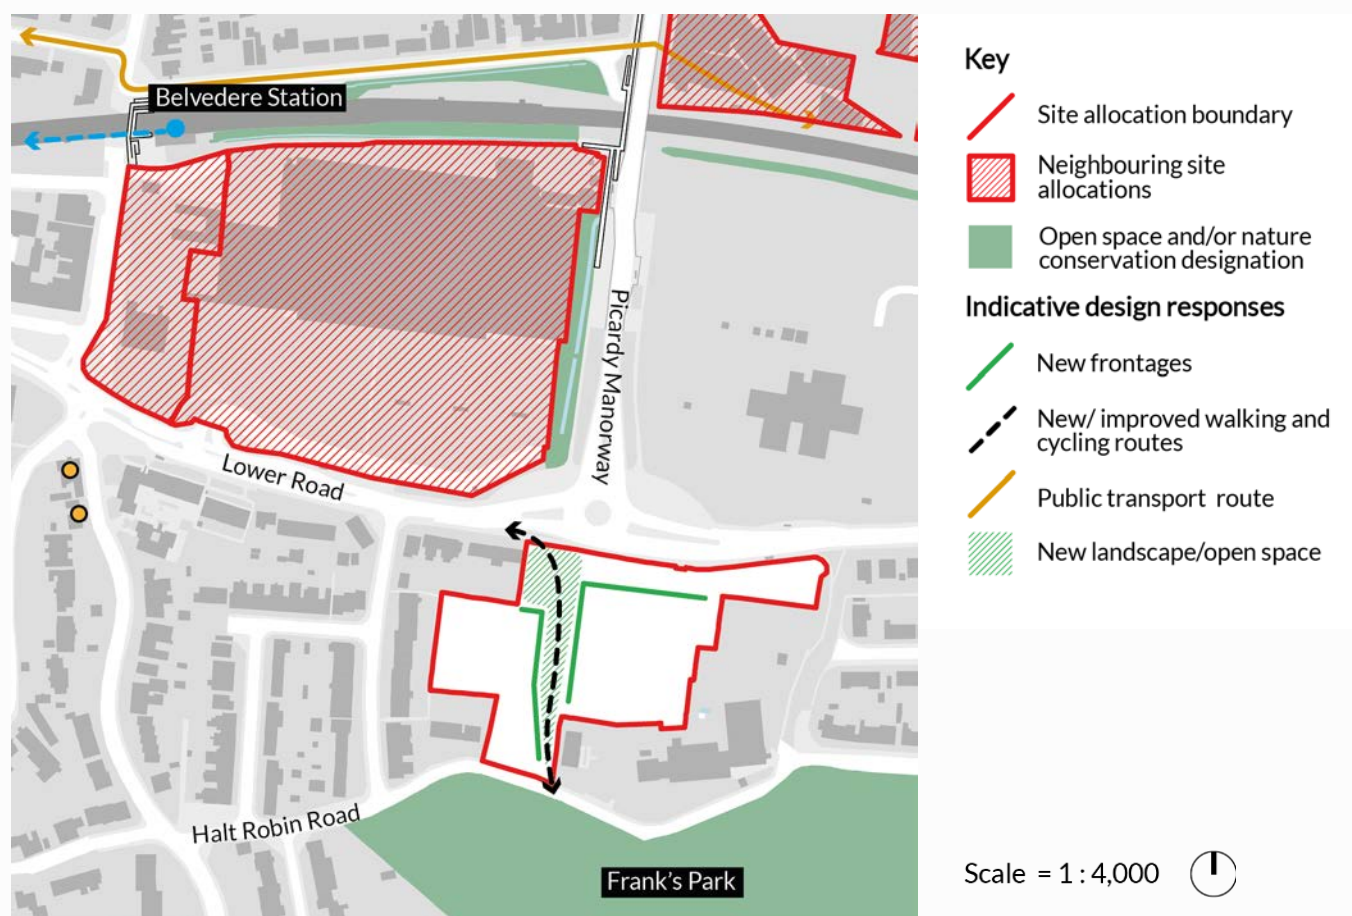 Belvedere Station
Picardy Manorway
Lower Road
Halt Robin Road
Frank's Park
Key
Site allocation boundary
Neighbouring site
allocations
Open space and/or nature
conservation designation
Indicative design responses
New frontages
New/ improved walking and
cycling routes
Public transport route
New landscape/open space
Scale = 1 : 4,000